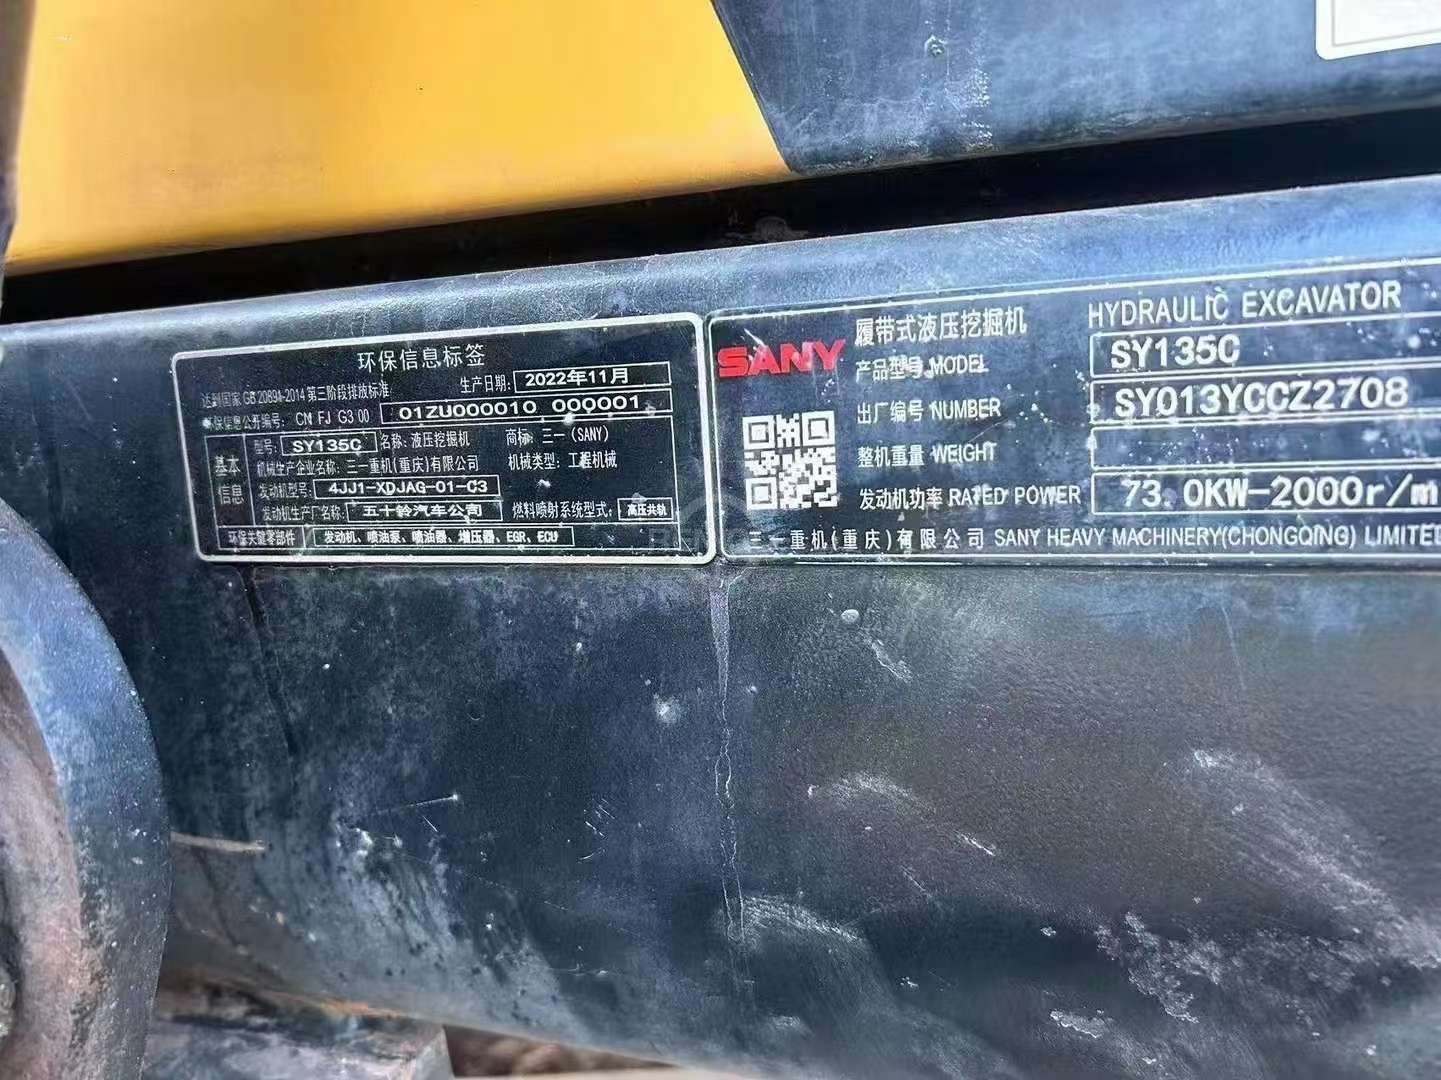 环保信息标签
达到国家 GB 20891-2014 第三阶段排放标准
生产日期: 2022年11月
环保信息公开编号: CN FJ G3 00 01ZU000010 000001
基本信息
型号: SY135C 名称: 液压挖掘机 商标: 三一 (SANY)
机械生产企业名称: 三一重机(重庆)有限公司 机械类型: 工程机械
发动机型号: 4JJ1-XDJAG-01-C3
发动机生产厂名称: 五十铃汽车公司 燃料喷射系统型式: 高压共轨
环保关键零部件 发动机、喷油泵、喷油器、增压器、EGR、ECU
SANY 履带式液压挖掘机 HYDRAULIC EXCAVATOR
产品型号 MODEL SY135C
出厂编号 NUMBER SY013YCCZ2708
整机重量 WEIGHT
发动机功率 RATED POWER 73.0KW-2000r/m
三一重机(重庆)有限公司 SANY HEAVY MACHINERY(CHONGQING) LIMITED